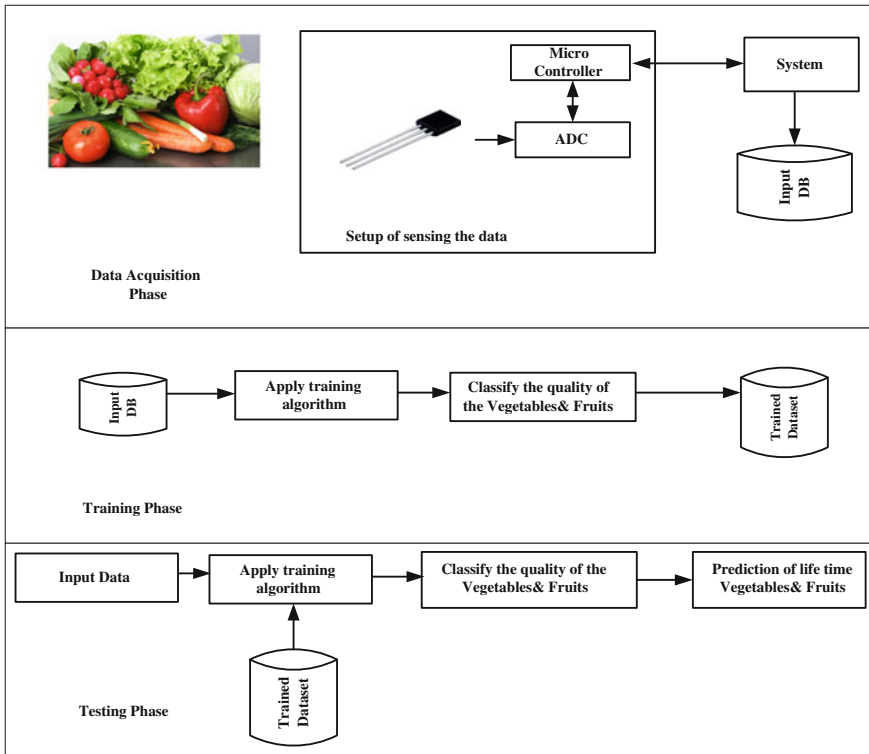 Micro
Controller
System
ADC
Input
DB
Setup of sensing the data
Data Acquisition
Phase
Input
DB
Apply training
algorithm
Classify the quality of
the Vegetables& Fruits
Trained
Dataset
Training Phase
Input Data
Apply training
algorithm
Classify the quality of the
Vegetables& Fruits
Prediction of life time
Vegetables& Fruits
Trained
Dataset
Testing Phase